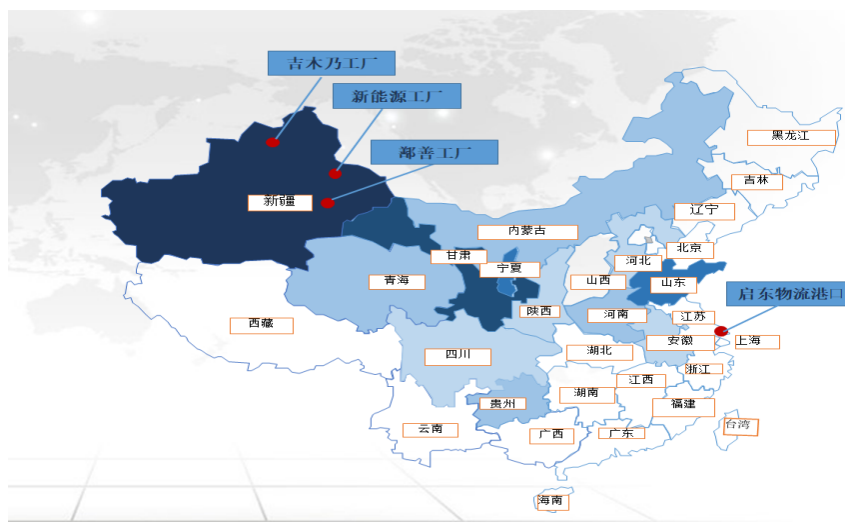 吉木乃工厂
新能源工厂
鄯善工厂
黑龙江
吉林
新疆
辽宁
内蒙古
北京
甘肃
河北
宁夏
青海
山西
山东
启东物流港口
陕西
河南
江苏
西藏
安徽
上海
湖北
四川
浙江
江西
湖南
贵州
福建
台湾
云南
广西
广东
海南